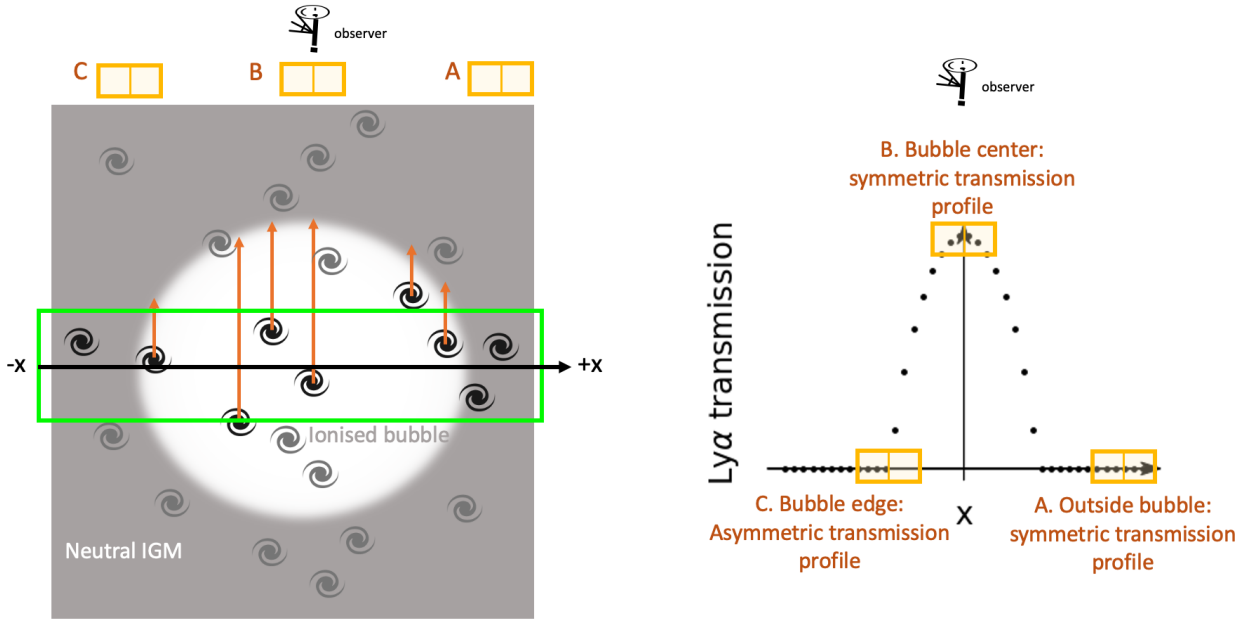 observer
C
B
A
-x
+x
Ionised bubble
Neutral IGM
observer
B. Bubble center:
symmetric transmission
profile
Lyα transmission
C. Bubble edge:
Asymmetric transmission
profile
X
A. Outside bubble:
symmetric transmission
profile